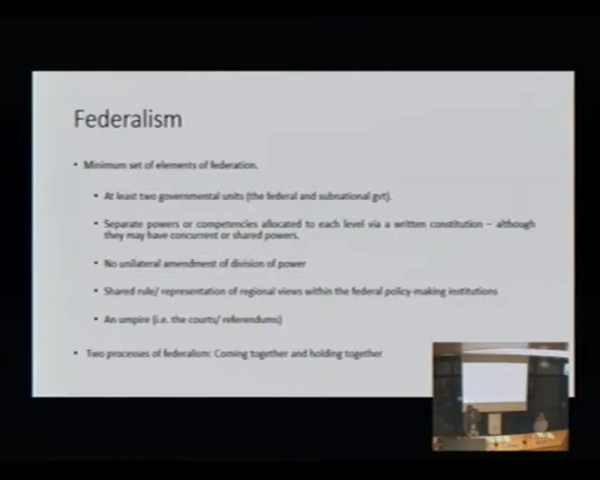 Federalism
• Minimum set of elements of federation.
• At least two governmental units (the federal and subnational gvt).
• Separate powers or competencies allocated to each level via a written constitution – although
they may have concurrent or shared powers.
• No unilateral amendment of division of power
• Shared rule/ representation of regional views within the federal policy-making institutions
• An umpire (i.e. the courts/ referendums)
• Two processes of federalism: Coming together and holding together